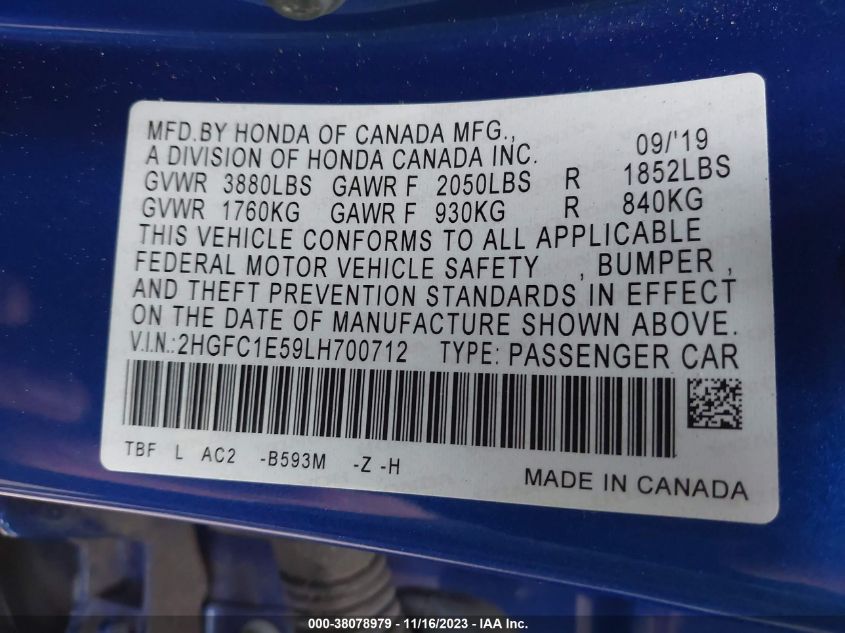 MFD.BY HONDA OF CANADA MFG.,
A DIVISION OF HONDA CANADA INC. 09/'19
GVWR 3880LBS GAWR F 2050LBS R 1852LBS
GVWR 1760KG GAWR F 930KG R 840KG
THIS VEHICLE CONFORMS TO ALL APPLICABLE
FEDERAL MOTOR VEHICLE SAFETY , BUMPER ,
AND THEFT PREVENTION STANDARDS IN EFFECT
ON THE DATE OF MANUFACTURE SHOWN ABOVE.
V.I.N.:2HGFC1E59LH700712 TYPE: PASSENGER CAR
TBF L AC2 -B593M -Z -H
MADE IN CANADA
000-38078979 - 11/16/2023 - IAA Inc.